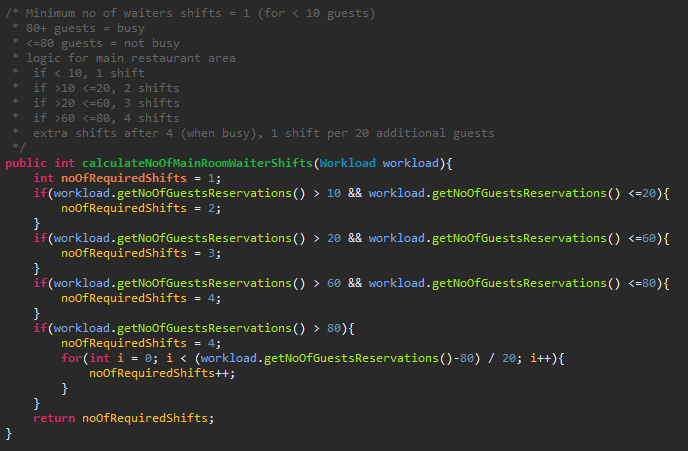 /* Minimum no of waiters shifts = 1 (for < 10 guests)
 * 80+ guests = busy
 * <=80 guests = not busy
 * logic for main restaurant area
 *  if < 10, 1 shift
 *  if >10 <=20, 2 shifts
 *  if >20 <=60, 3 shifts
 *  if >60 <=80, 4 shifts
 *  extra shifts after 4 (when busy), 1 shift per 20 additional guests
 */
public int calculateNoOfMainRoomWaiterShifts(Workload workload){
    int noOfRequiredShifts = 1;
    if(workload.getNoOfGuestsReservations() > 10 && workload.getNoOfGuestsReservations() <=20){
        noOfRequiredShifts = 2;
    }
    if(workload.getNoOfGuestsReservations() > 20 && workload.getNoOfGuestsReservations() <=60){
        noOfRequiredShifts = 3;
    }
    if(workload.getNoOfGuestsReservations() > 60 && workload.getNoOfGuestsReservations() <=80){
        noOfRequiredShifts = 4;
    }
    if(workload.getNoOfGuestsReservations() > 80){
        noOfRequiredShifts = 4;
        for(int i = 0; i < (workload.getNoOfGuestsReservations()-80) / 20; i++){
            noOfRequiredShifts++;
        }
    }
    return noOfRequiredShifts;
}